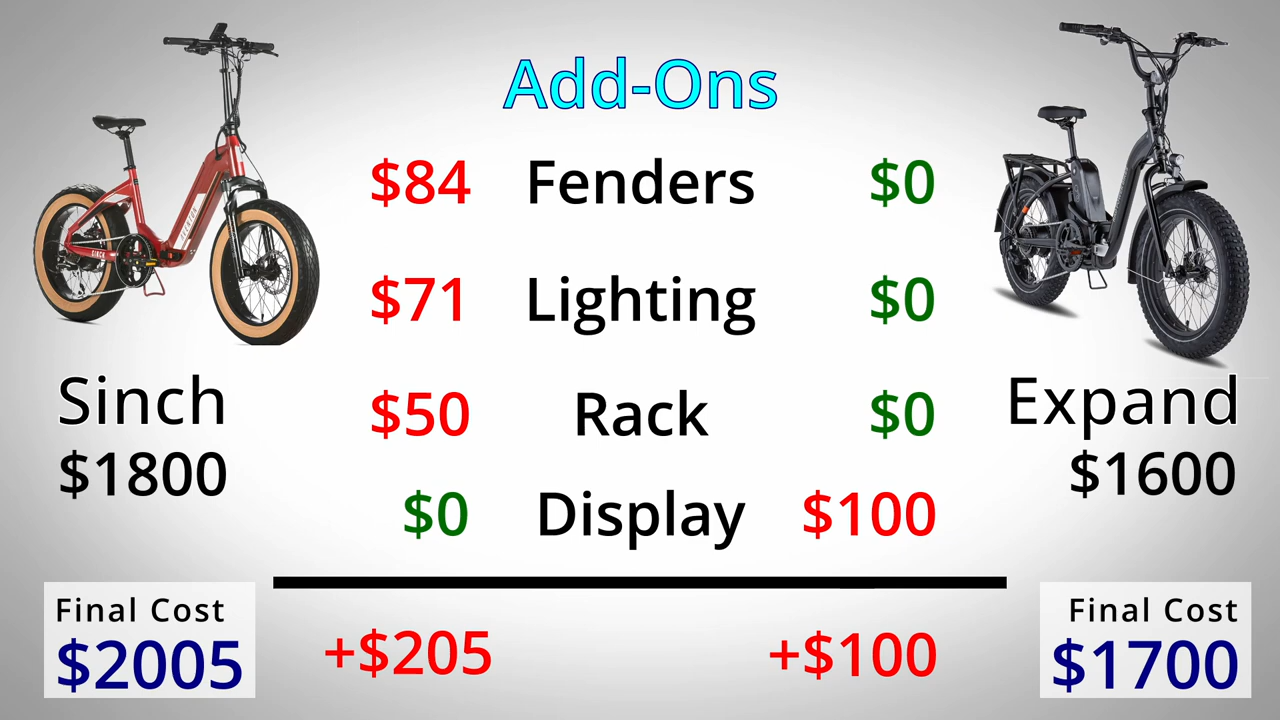 Add-Ons
$84 Fenders $0
$71 Lighting $0
$50 Rack $0
$0 Display $100
Sinch
$1800
Expand
$1600
+$205 +$100
Final Cost
$2005
Final Cost
$1700
SINCH